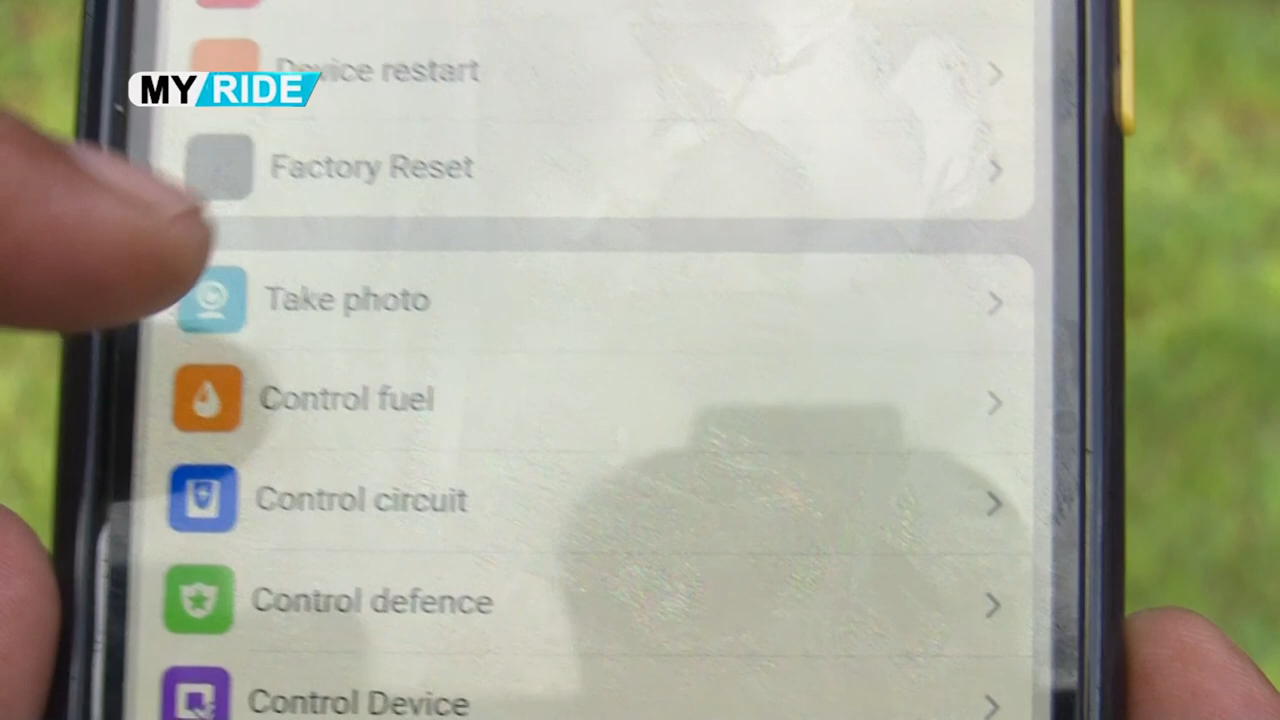 MY RIDE
Device restart
Factory Reset
Take photo
Control fuel
Control circuit
Control defence
Control Device